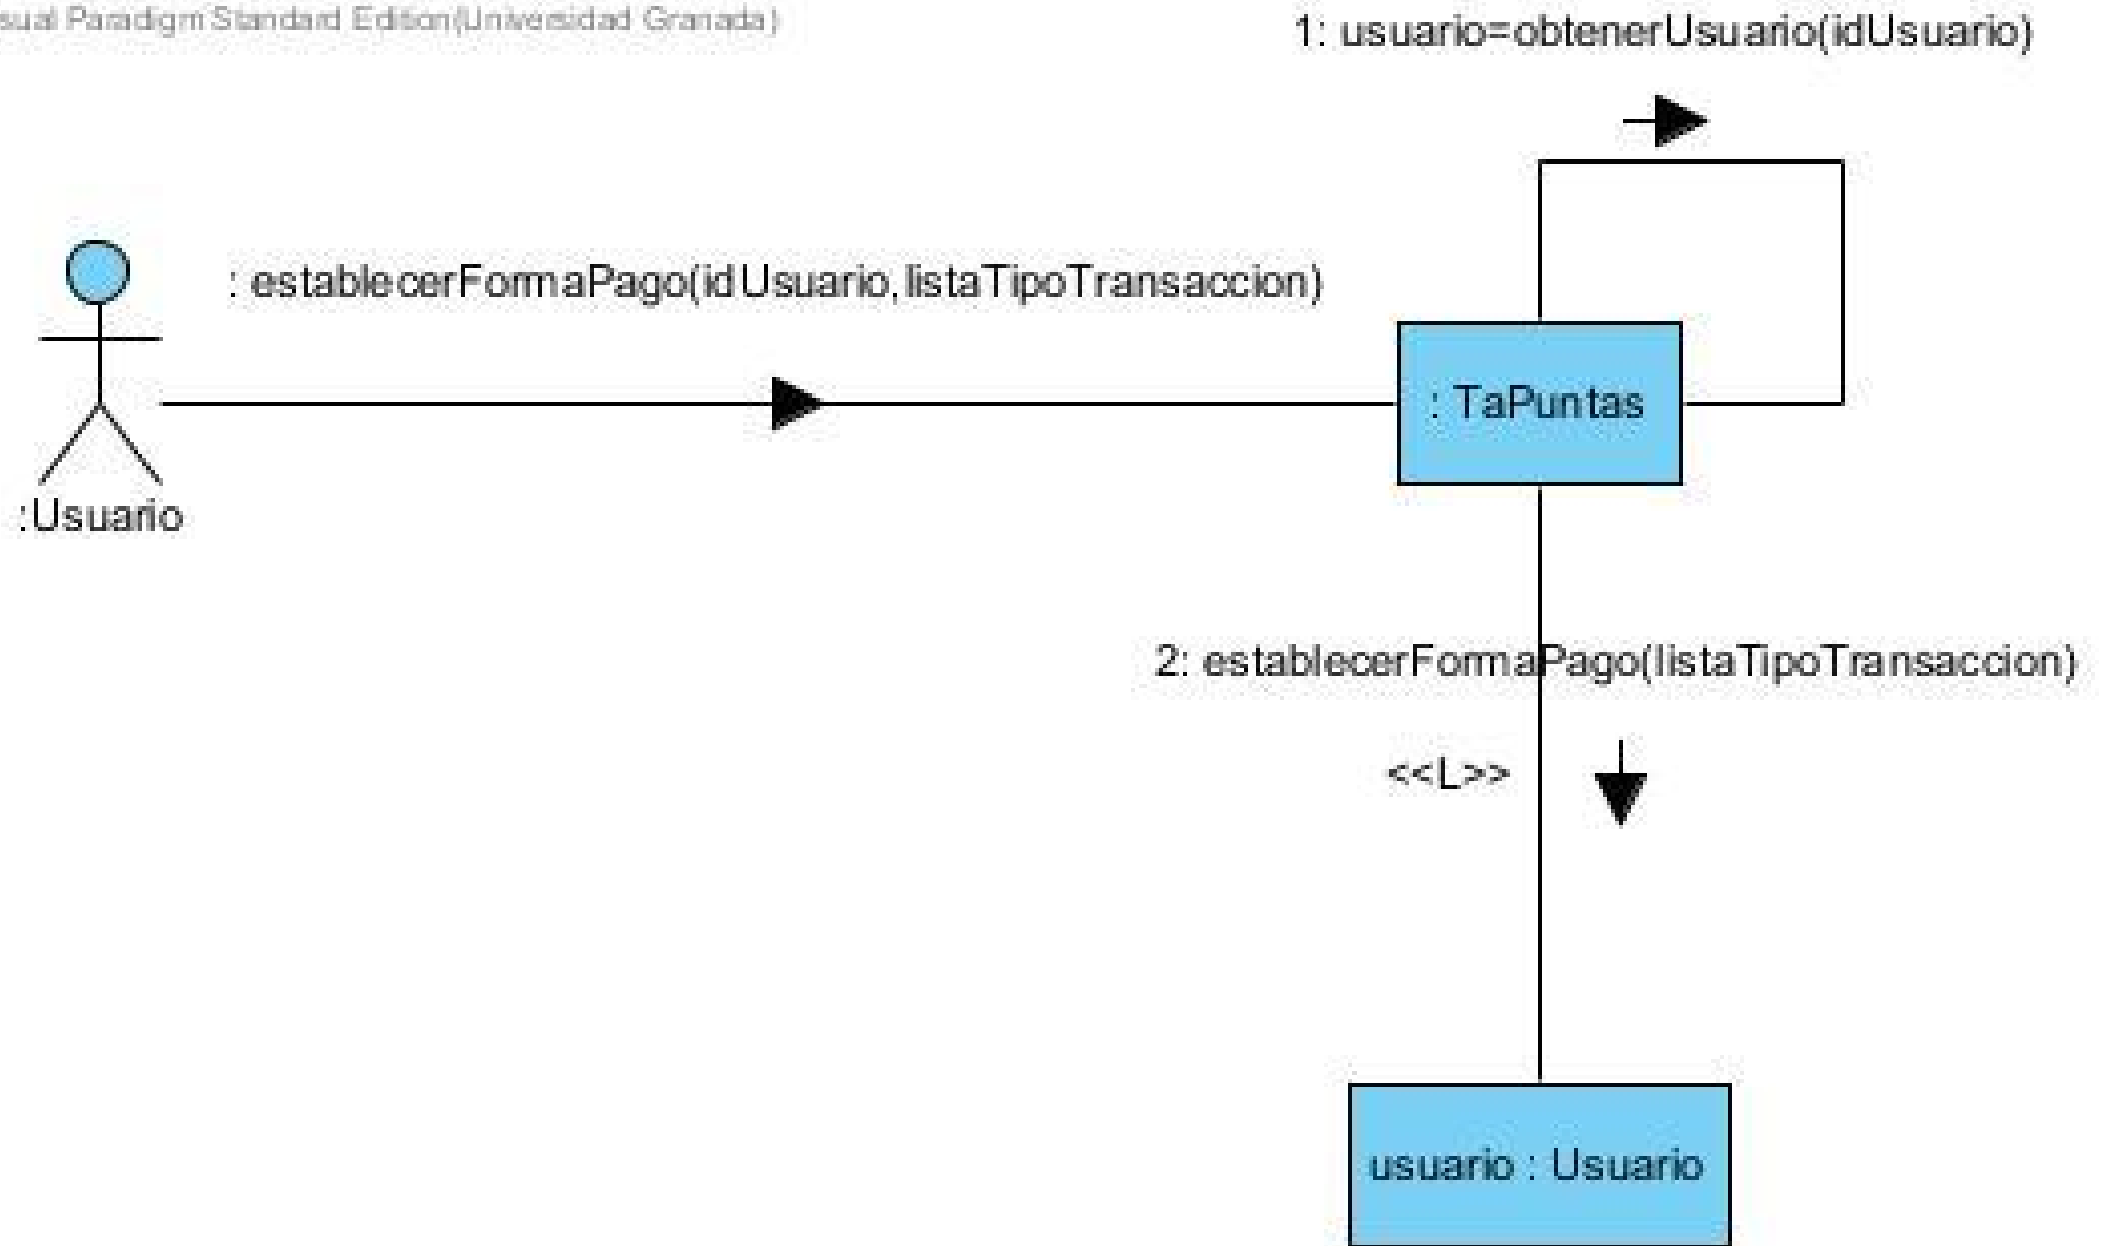 sual Paradigm Standard Edition(Universidad Granada)
1: usuario=obtenerUsuario(idUsuario)
: establecerFormaPago(idUsuario,listaTipoTransaccion)
: TaPuntas
:Usuario
2: establecerFormaPago(listaTipoTransaccion)
<<L>>
usuario : Usuario